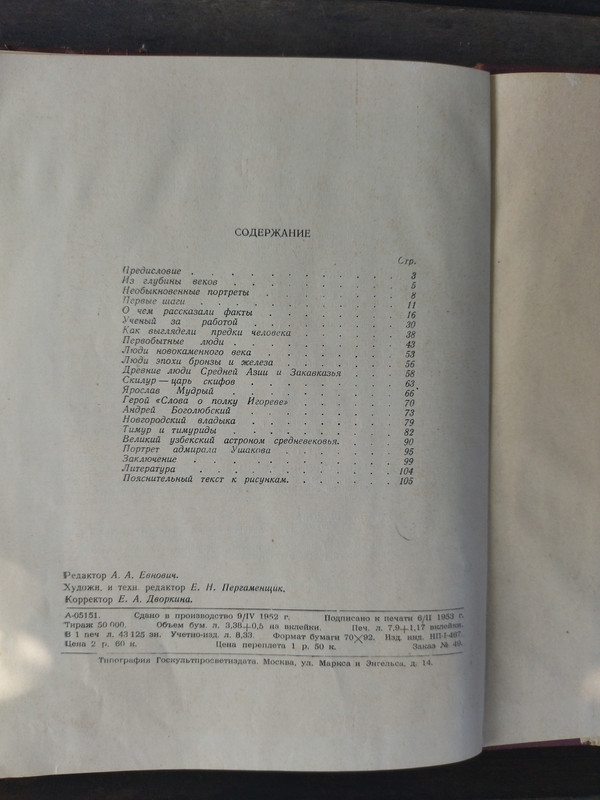 СОДЕРЖАНИЕ
Стр.
Предисловие . . . . . . . . . . 3
Из глубины веков . . . . . . . . 5
Необыкновенные портреты . . . . . . 8
Первые шаги . . . . . . . . . . 11
О чем рассказали факты . . . . . . . 16
Ученый за работой . . . . . . . . 30
Как выглядели предки человека . . . . . 38
Первобытные люди . . . . . . . . 43
Люди новокаменного века . . . . . . 53
Люди эпохи бронзы и железа . . . . . 56
Древние люди Средней Азии и Закавказья . . . 58
Скилур — царь скифов . . . . . . . 63
Ярослав Мудрый . . . . . . . . . 66
Герой «Слова о полку Игореве» . . . . . 70
Андрей Боголюбский . . . . . . . . 73
Новгородский владыка . . . . . . . 79
Тимур и тимуриды . . . . . . . . 82
Великий узбекский астроном средневековья. . . . 90
Портрет адмирала Ушакова . . . . . . 95
Заключение . . . . . . . . . . 99
Литература . . . . . . . . . . 104
Пояснительный текст к рисункам. . . . . . 105
Редактор А. А. Евнович.
Художн. и техн. редактор Е. Н. Пергаменщик.
Корректор Е. А. Дворкина.
А-05151. Сдано в производство 9/IV 1952 г. Подписано к печати 6/II 1953 г.
Тираж 50 000. Объем бум. л. 3,38+0,5 на вклейки. Печ. л. 7,9+1,17 вклейки.
В 1 печ л. 43 125 зн. Учетно-изд. л. 8,33. Формат бумаги 70×92. Изд. инд. НП-I-467.
Цена 2 р. 60 к. Цена переплета 1 р. 50 к. Заказ №
Типография Госкультпросветиздата. Москва, ул. Маркса и Энгельса, д. 14.